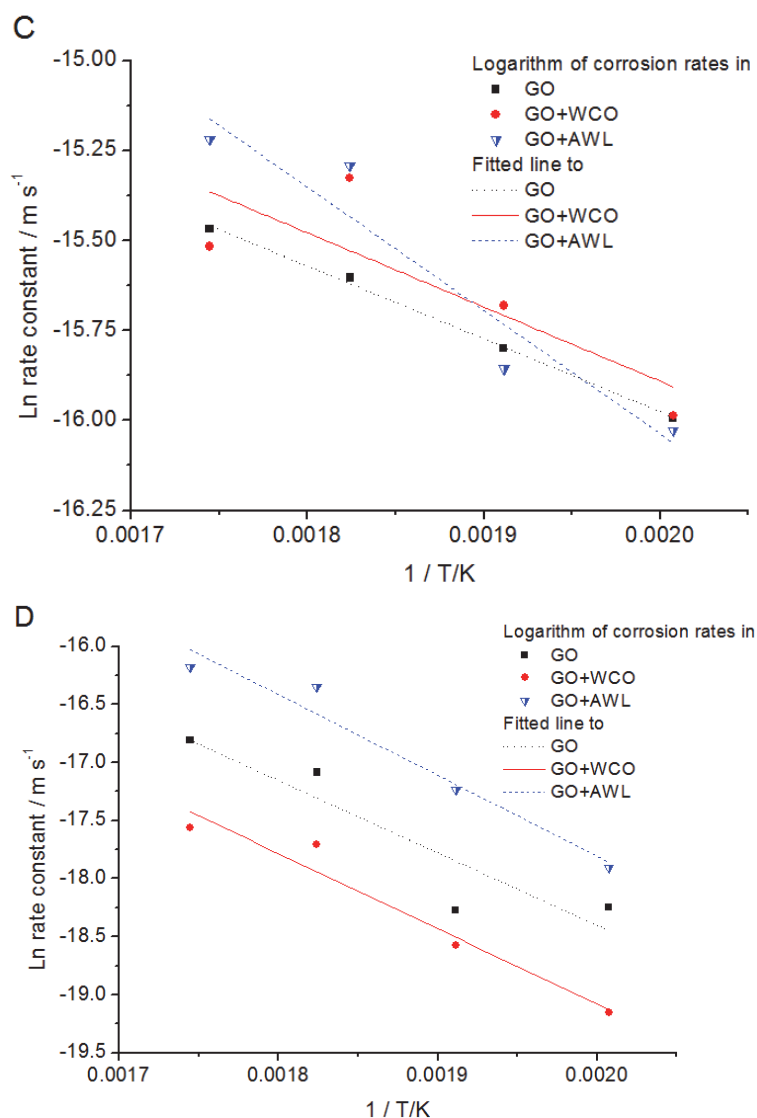 C
Ln rate constant / m s⁻¹
-15.00
-15.25
-15.50
-15.75
-16.00
-16.25
0.0017
0.0018
0.0019
0.0020
1 / T/K
Logarithm of corrosion rates in
GO
GO+WCO
GO+AWL
Fitted line to
GO
GO+WCO
GO+AWL
D
Ln rate constant / m s⁻¹
-16.0
-16.5
-17.0
-17.5
-18.0
-18.5
-19.0
-19.5
0.0017
0.0018
0.0019
0.0020
1 / T/K
Logarithm of corrosion rates in
GO
GO+WCO
GO+AWL
Fitted line to
GO
GO+WCO
GO+AWL